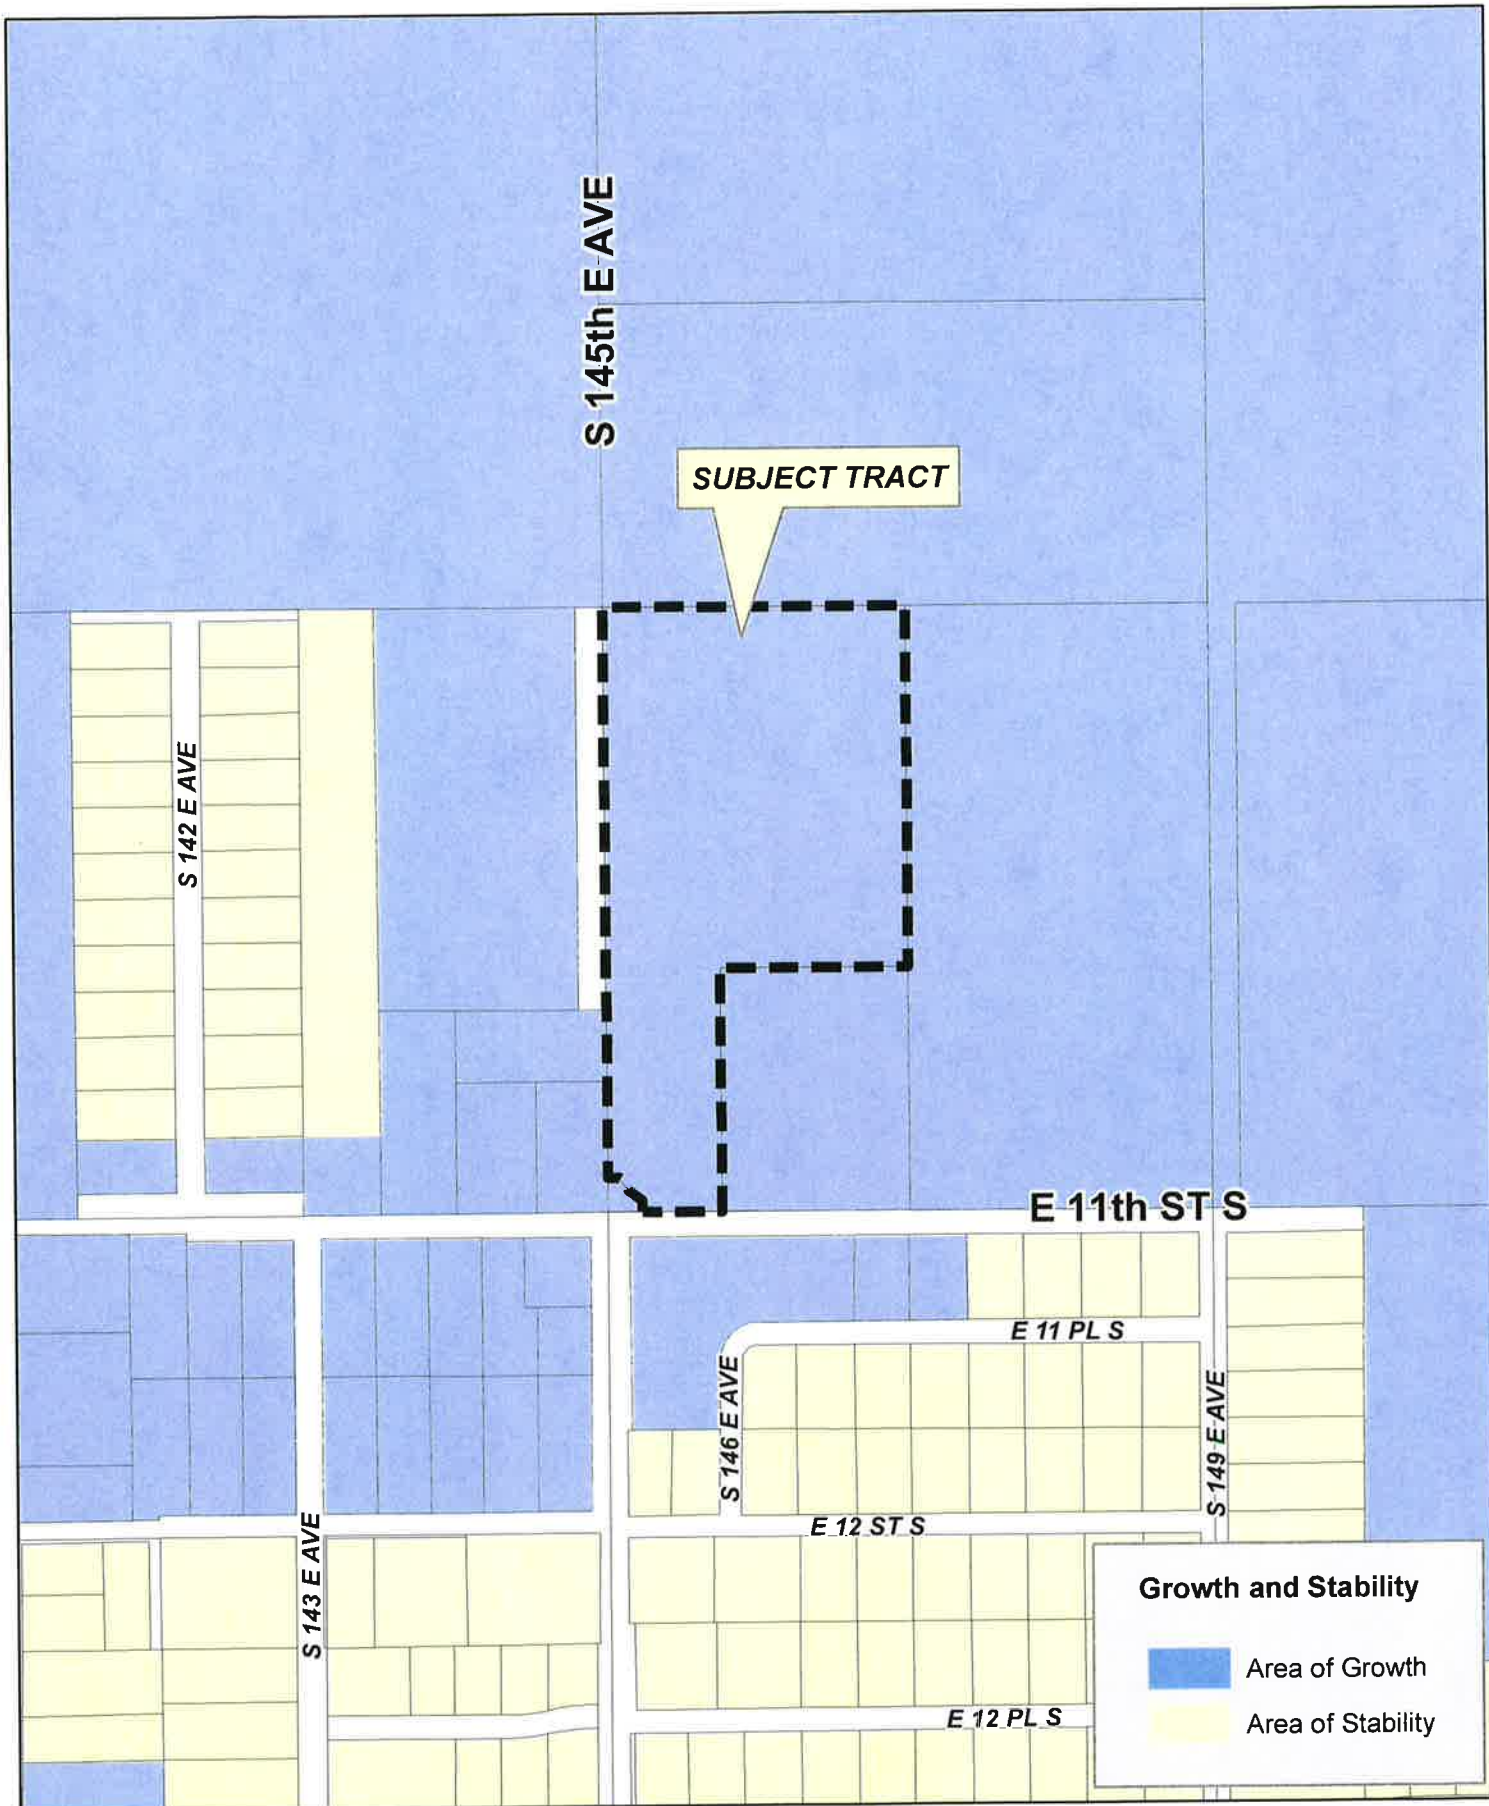 S 145th E AVE
SUBJECT TRACT
S 142 E AVE
E 11th ST S
E 11 PL S
S 146 E AVE
S 149 E AVE
E 12 ST S
S 143 E AVE
E 12 PL S
Growth and Stability
Area of Growth
Area of Stability